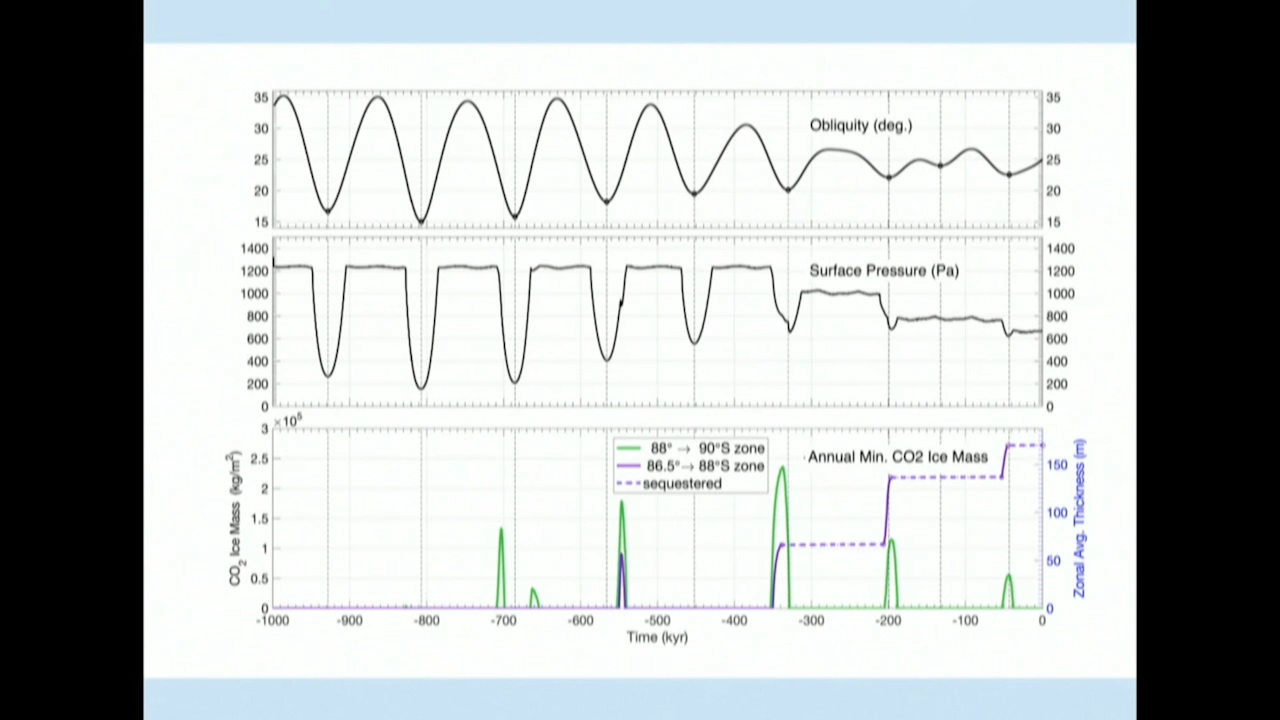 35 35
30 Obliquity (deg.) 30
25 25
20 20
15 15
1400 1400
1200 Surface Pressure (Pa) 1200
1000 1000
800 800
600 600
400 400
200 200
0 0
×10⁵
3
88° → 90°S zone
86.5° → 88°S zone
sequestered
Annual Min. CO2 Ice Mass
2.5 150
2
1.5 100
1
50
0.5
0 0
CO₂ Ice Mass (kg/m²)
Zonal Avg. Thickness (m)
-1000 -900 -800 -700 -600 -500 -400 -300 -200 -100 0
Time (kyr)